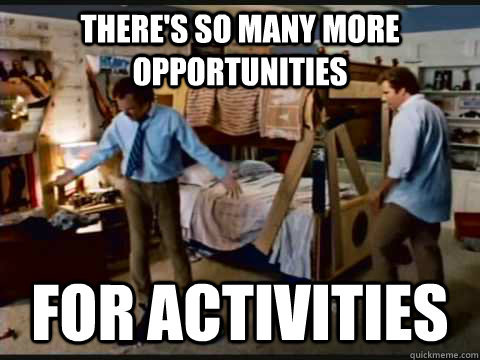 THERE'S SO MANY MORE
OPPORTUNITIES
FOR ACTIVITIES
quickmeme.com